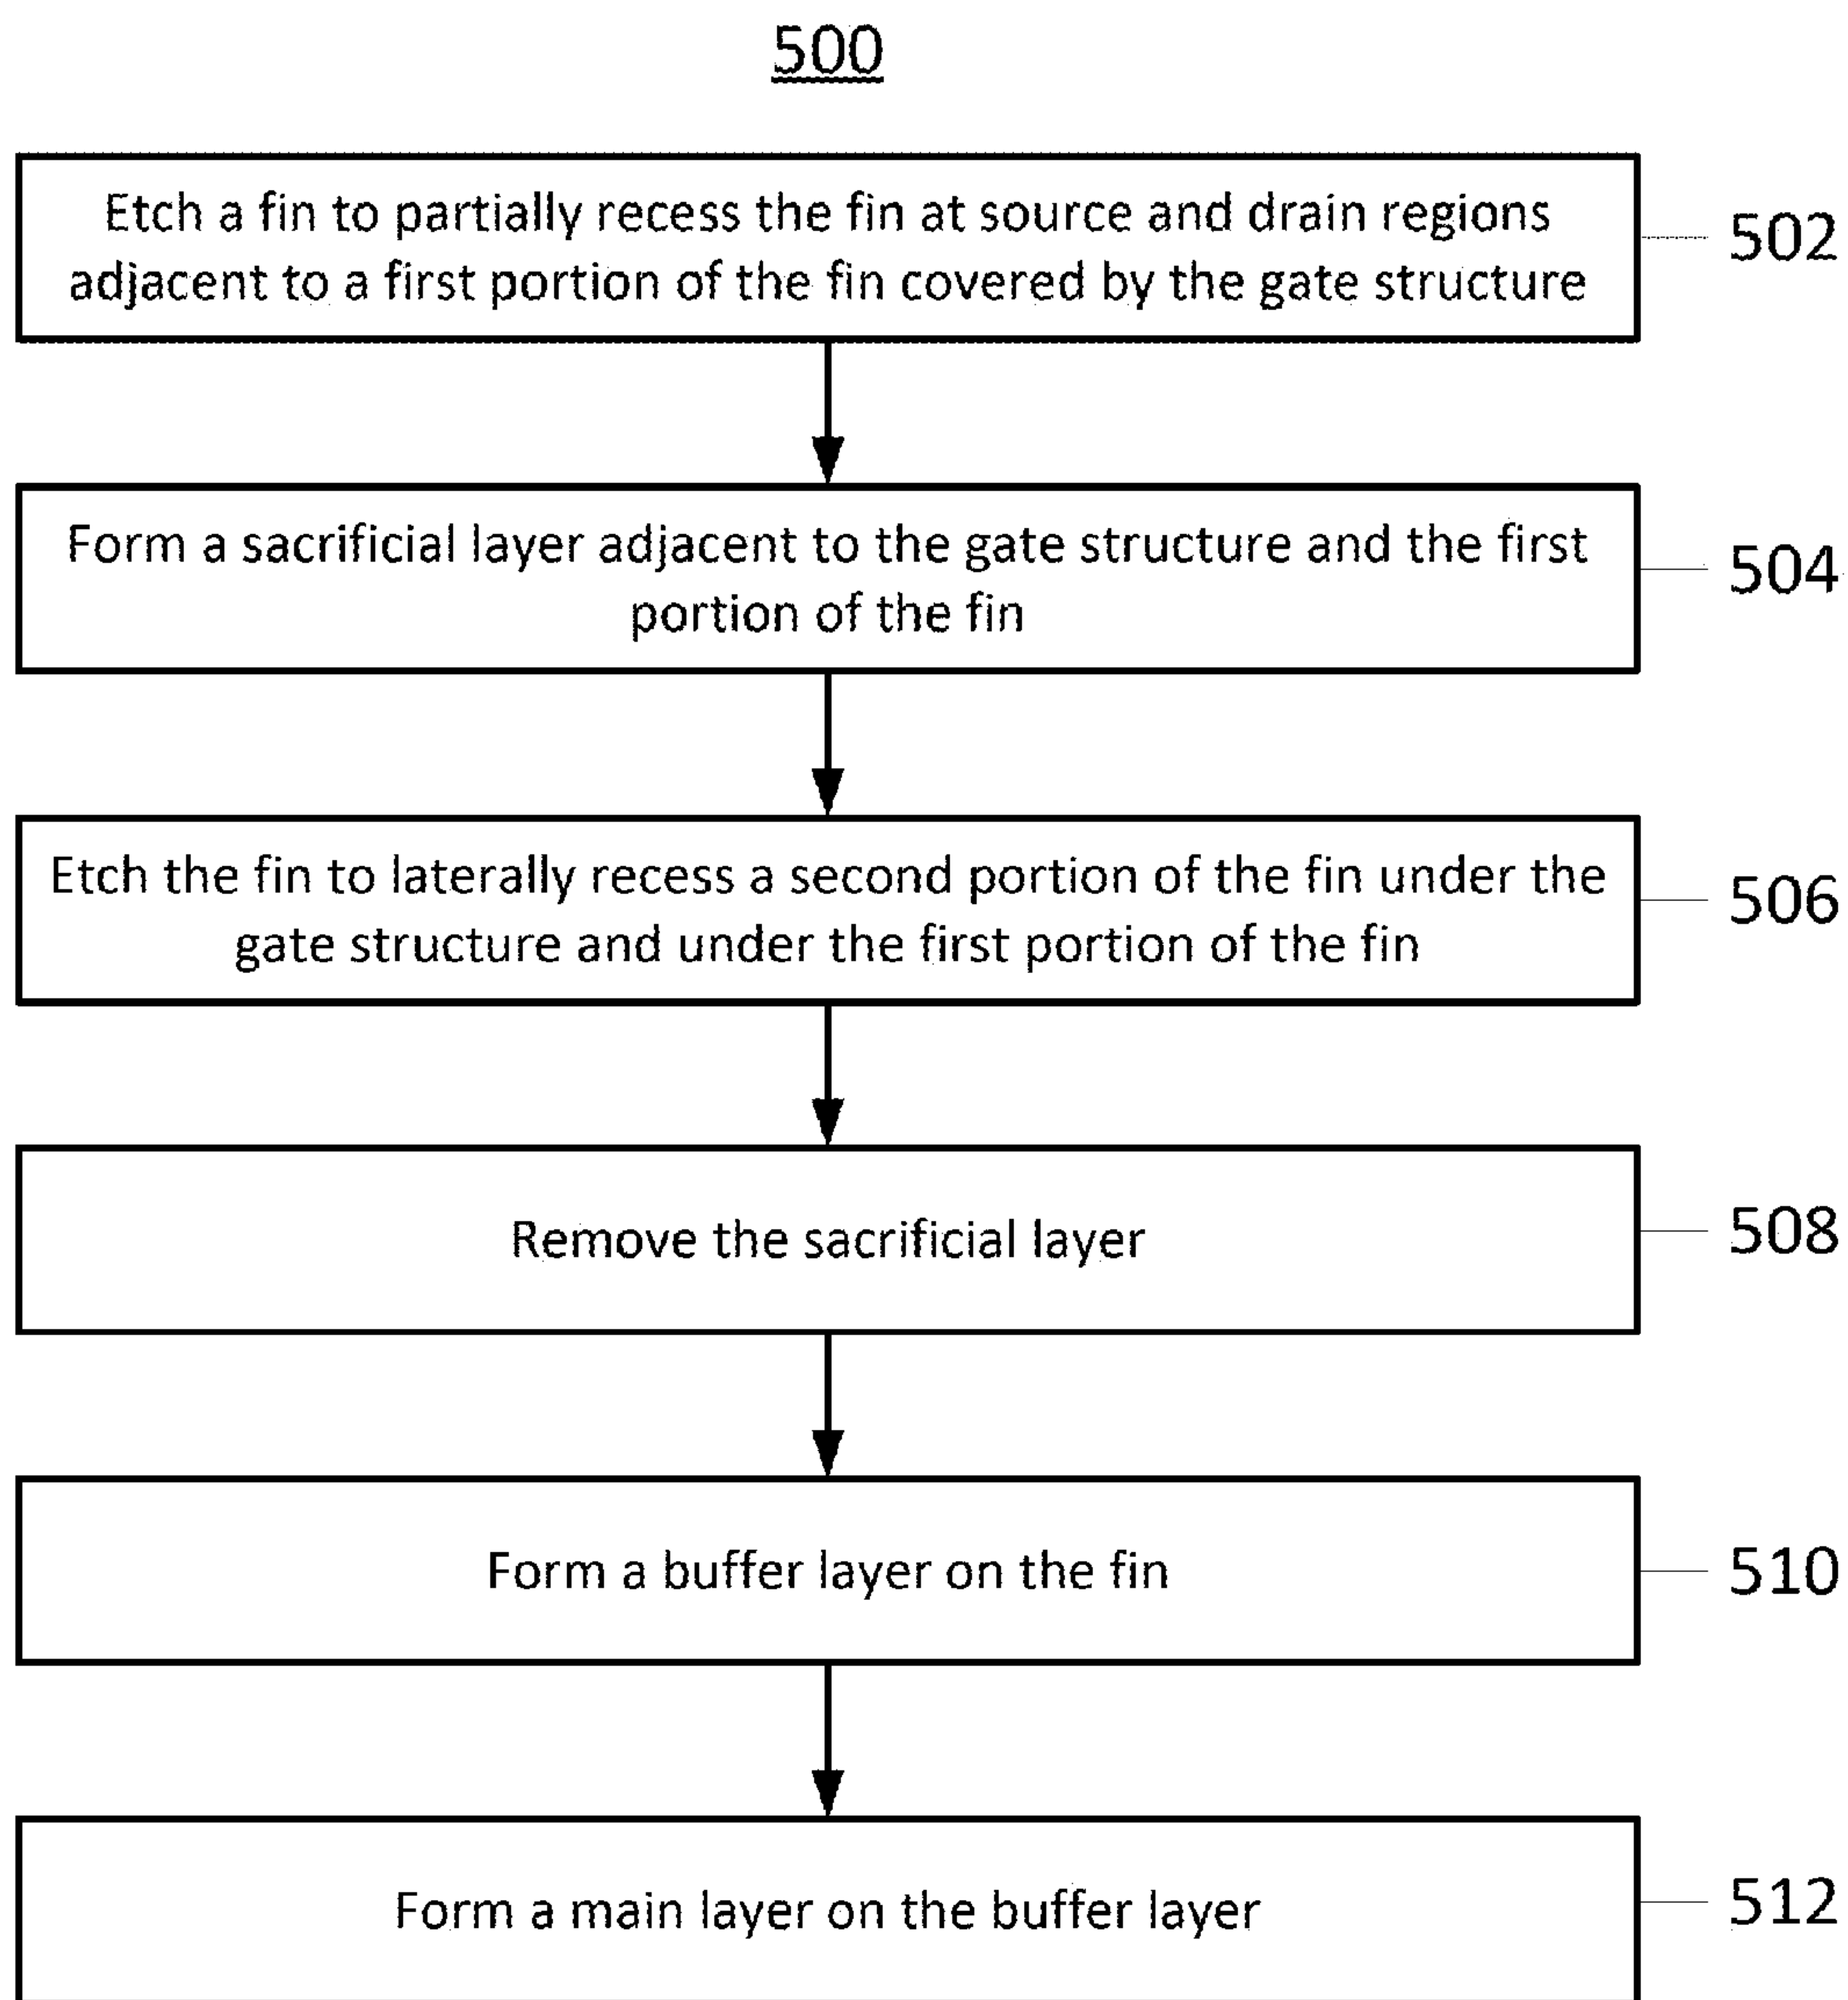 500
Etch a fin to partially recess the fin at source and drain regions
adjacent to a first portion of the fin covered by the gate structure
502
Form a sacrificial layer adjacent to the gate structure and the first
portion of the fin
504
Etch the fin to laterally recess a second portion of the fin under the
gate structure and under the first portion of the fin
506
Remove the sacrificial layer
508
Form a buffer layer on the fin
510
Form a main layer on the buffer layer
512